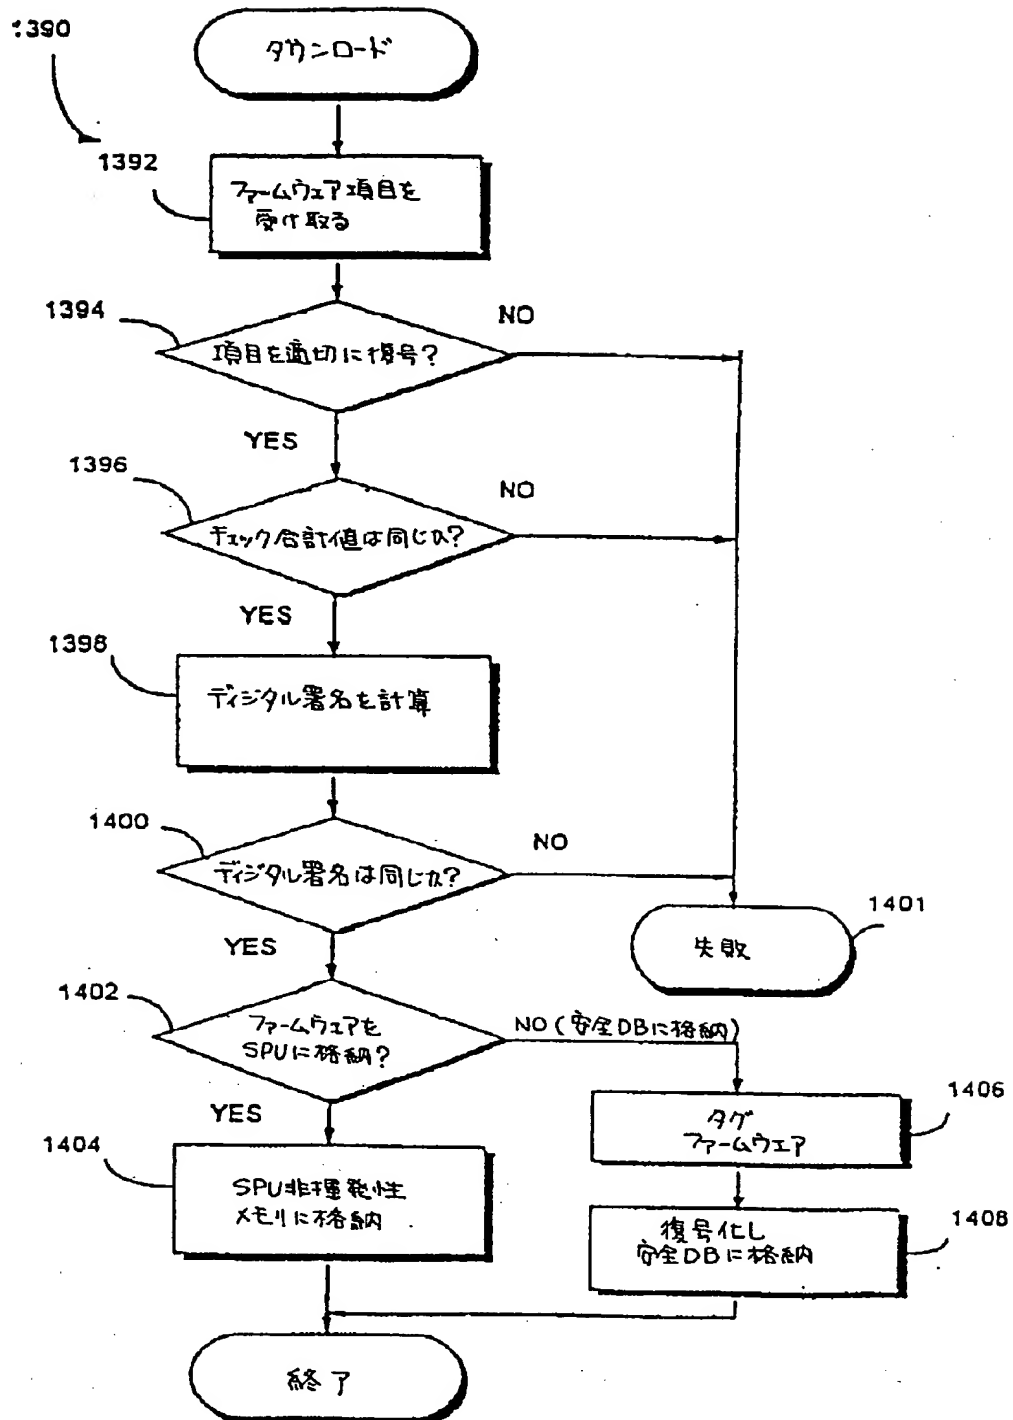 1390
ダウンロード
1392
ファームウェア項目を
受け取る
1394
NO
項目を適切に復号?
YES
1396
NO
チェック合計値は同じか?
YES
1398
ディジタル署名を計算
1400
NO
ディジタル署名は同じか?
YES
1401
失敗
1402
ファームウェアを
SPUに格納?
NO (安全DBに格納)
YES
1404
SPU非揮発性
メモリに格納
1406
タグ
ファームウエア
1408
復号化し
安全DBに格納
終了